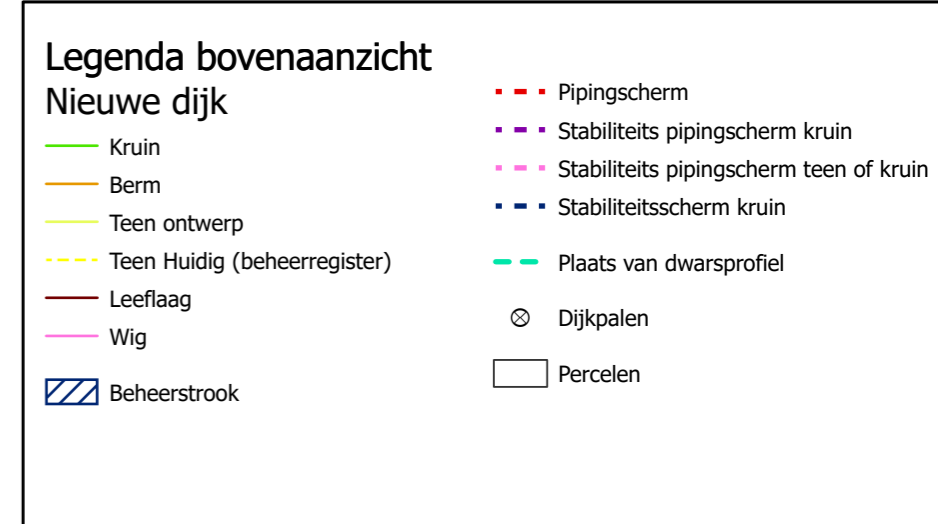 Legenda bovenaanzicht
Nieuwe dijk
Kruin
Berm
Teen ontwerp
Teen Huidig (beheerregister)
Leeflaag
Wig
Beheerstrook
Pipingscherm
Stabiliteits pipingscherm kruin
Stabiliteits pipingscherm teen of kruin
Stabiliteitsscherm kruin
Plaats van dwarsprofiel
Dijkpalen
Percelen